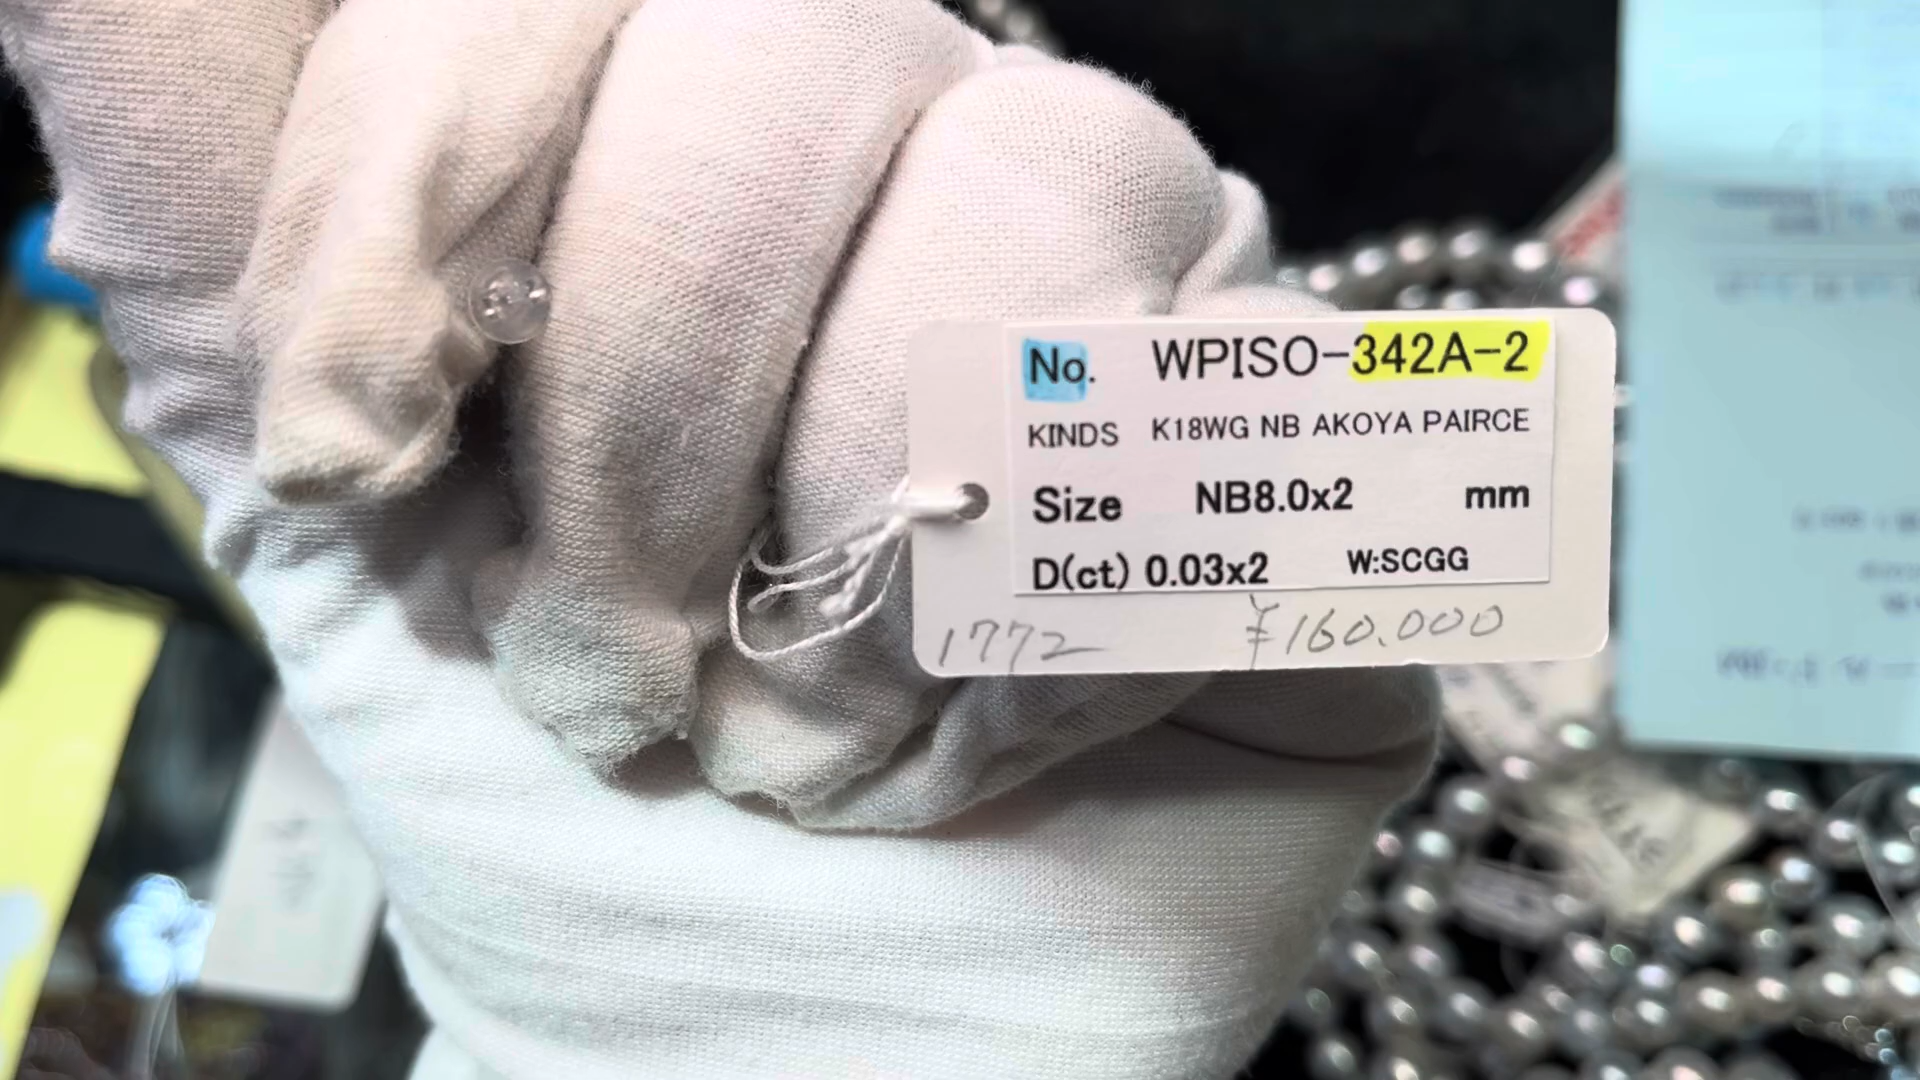 No. WPISO-342A-2
KINDS K18WG NB AKOYA PAIRCE
Size NB8.0x2 mm
D(ct) 0.03x2 W:SCGG
1772 ¥160.000